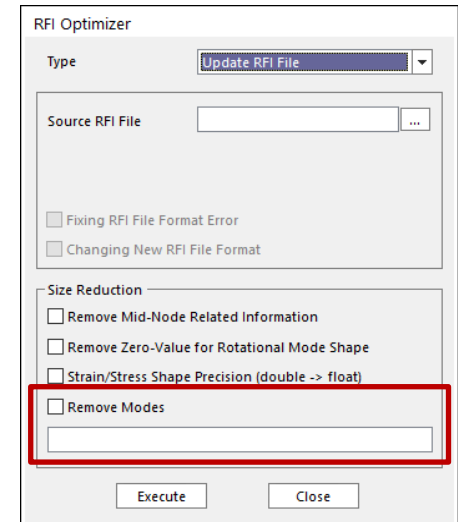 RFI Optimizer
Type
Update RFI File
Source RFI File
...
Fixing RFI File Format Error
Changing New RFI File Format
Size Reduction
Remove Mid-Node Related Information
Remove Zero-Value for Rotational Mode Shape
Strain/Stress Shape Precision (double -> float)
Remove Modes
Execute
Close